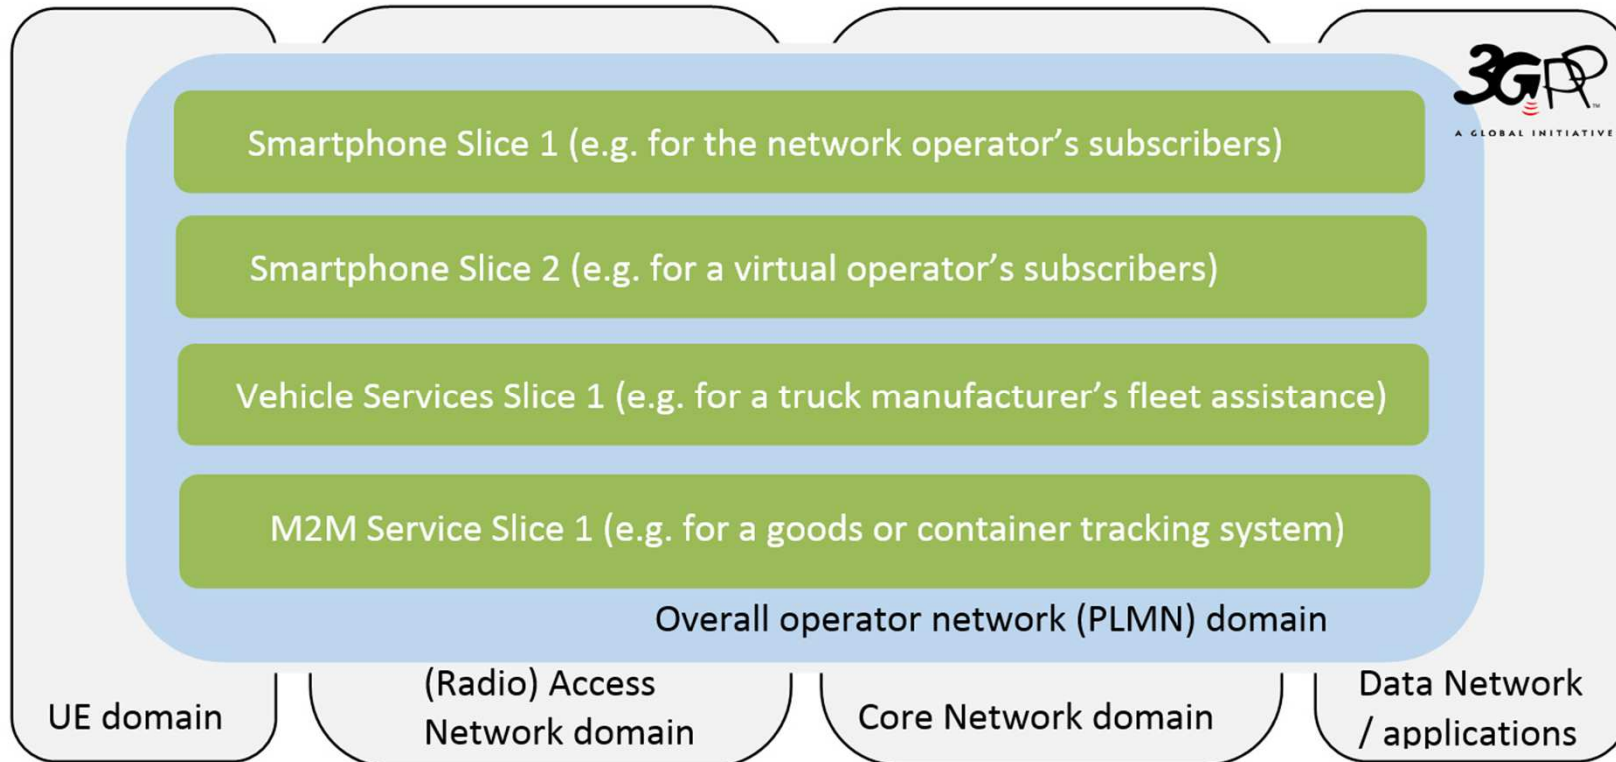 3GPP
TM
A GLOBAL INITIATIVE
Smartphone Slice 1 (e.g. for the network operator’s subscribers)
Smartphone Slice 2 (e.g. for a virtual operator’s subscribers)
Vehicle Services Slice 1 (e.g. for a truck manufacturer’s fleet assistance)
M2M Service Slice 1 (e.g. for a goods or container tracking system)
Overall operator network (PLMN) domain
UE domain
(Radio) Access
Network domain
Core Network domain
Data Network
/ applications